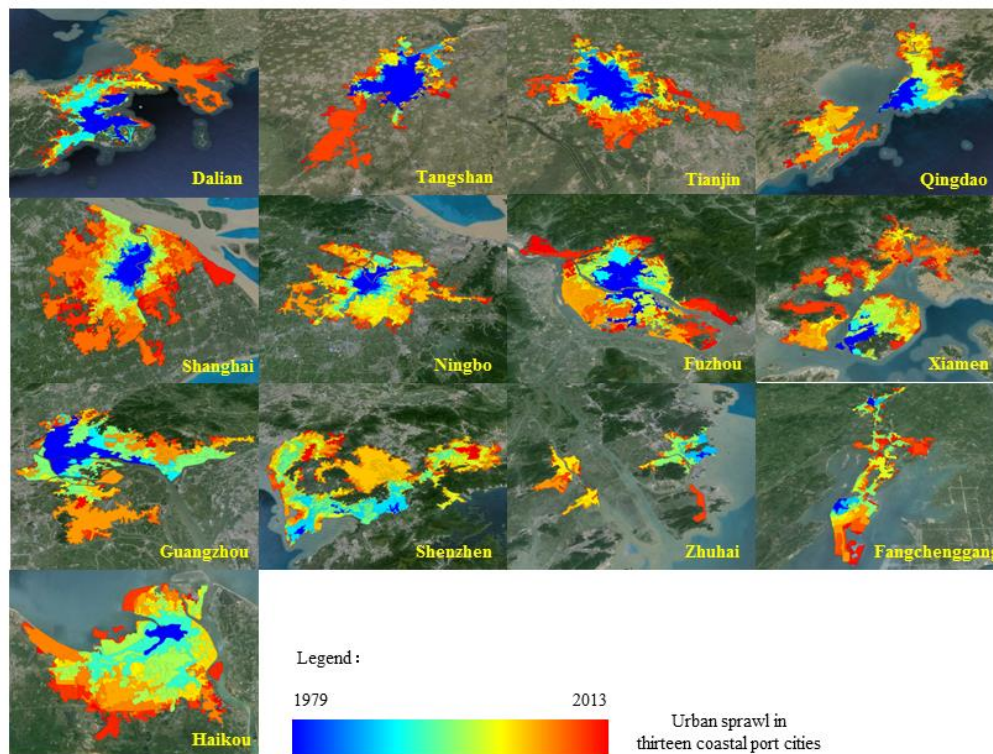 Dalian
Tangshan
Tianjin
Qingdao
Shanghai
Ningbo
Fuzhou
Xiamen
Guangzhou
Shenzhen
Zhuhai
Fangchenggang
Haikou
Legend：
1979
2013
Urban sprawl in
thirteen coastal port cities